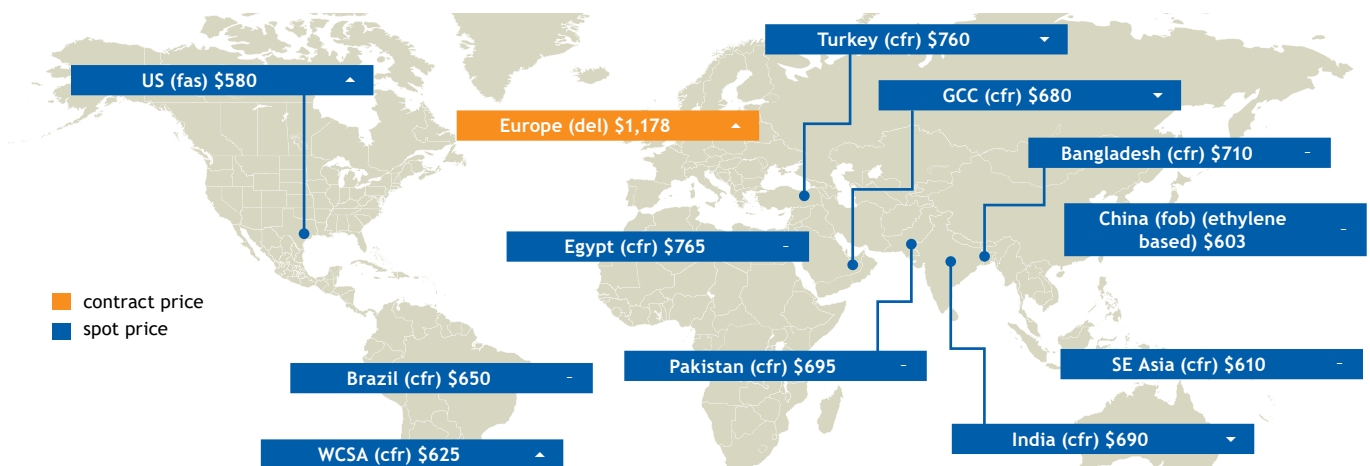 Turkey (cfr) $760
US (fas) $580
GCC (cfr) $680
Europe (del) $1,178
Bangladesh (cfr) $710 -
China (fob) (ethylene
based) $603 -
Egypt (cfr) $765 -
contract price
spot price
Pakistan (cfr) $695 -
SE Asia (cfr) $610 -
Brazil (cfr) $650 -
India (cfr) $690
WCSA (cfr) $625